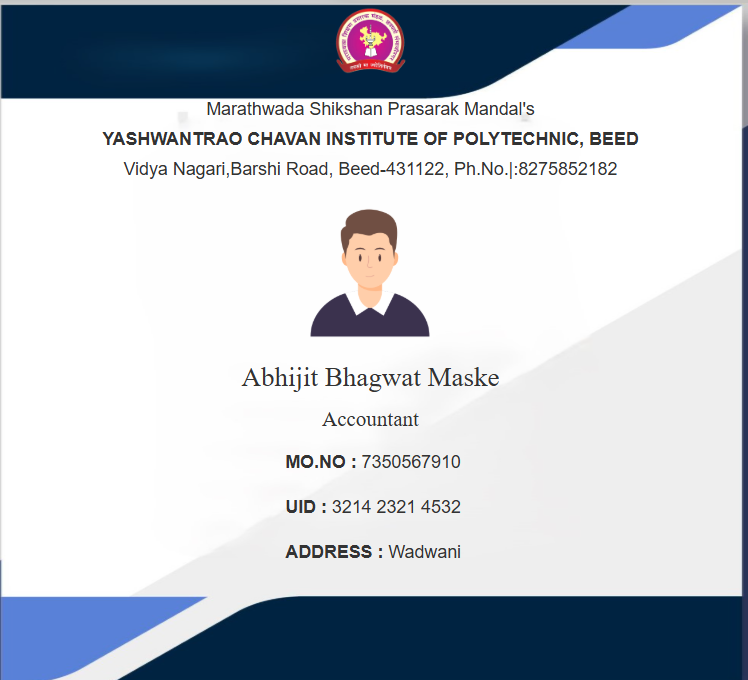 Marathwada Shikshan Prasarak Mandal's
YASHWANTRAO CHAVAN INSTITUTE OF POLYTECHNIC, BEED
Vidya Nagari,Barshi Road, Beed-431122, Ph.No.|:8275852182
Abhijit Bhagwat Maske
Accountant
MO.NO : 7350567910
UID : 3214 2321 4532
ADDRESS : Wadwani